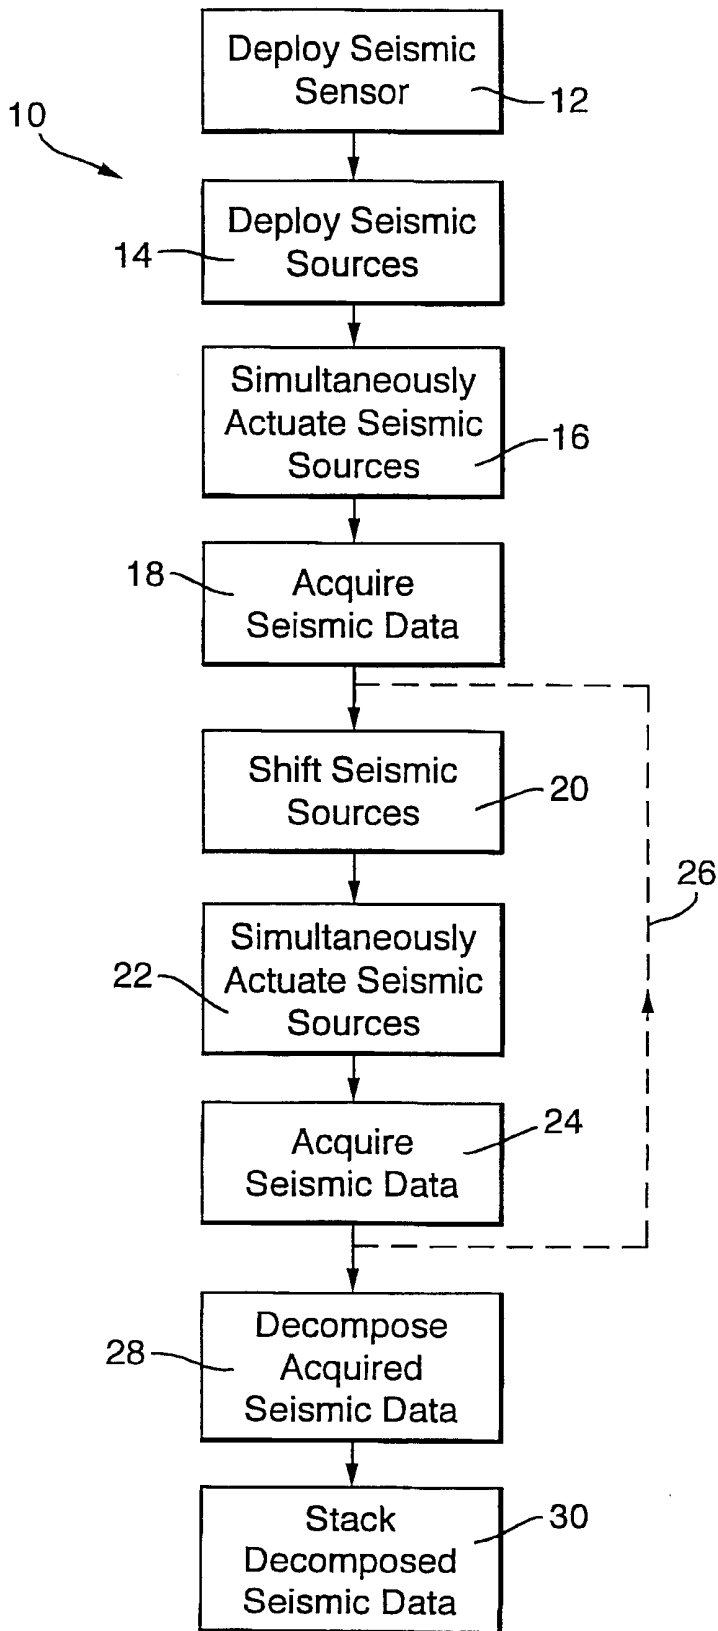 Deploy Seismic
Sensor
12
10
Deploy Seismic
Sources
14
Simultaneously
Actuate Seismic
Sources
16
18
Acquire
Seismic Data
Shift Seismic
Sources
20
26
Simultaneously
Actuate Seismic
Sources
22
24
Acquire
Seismic Data
Decompose
Acquired
Seismic Data
28
Stack
Decomposed
Seismic Data
30